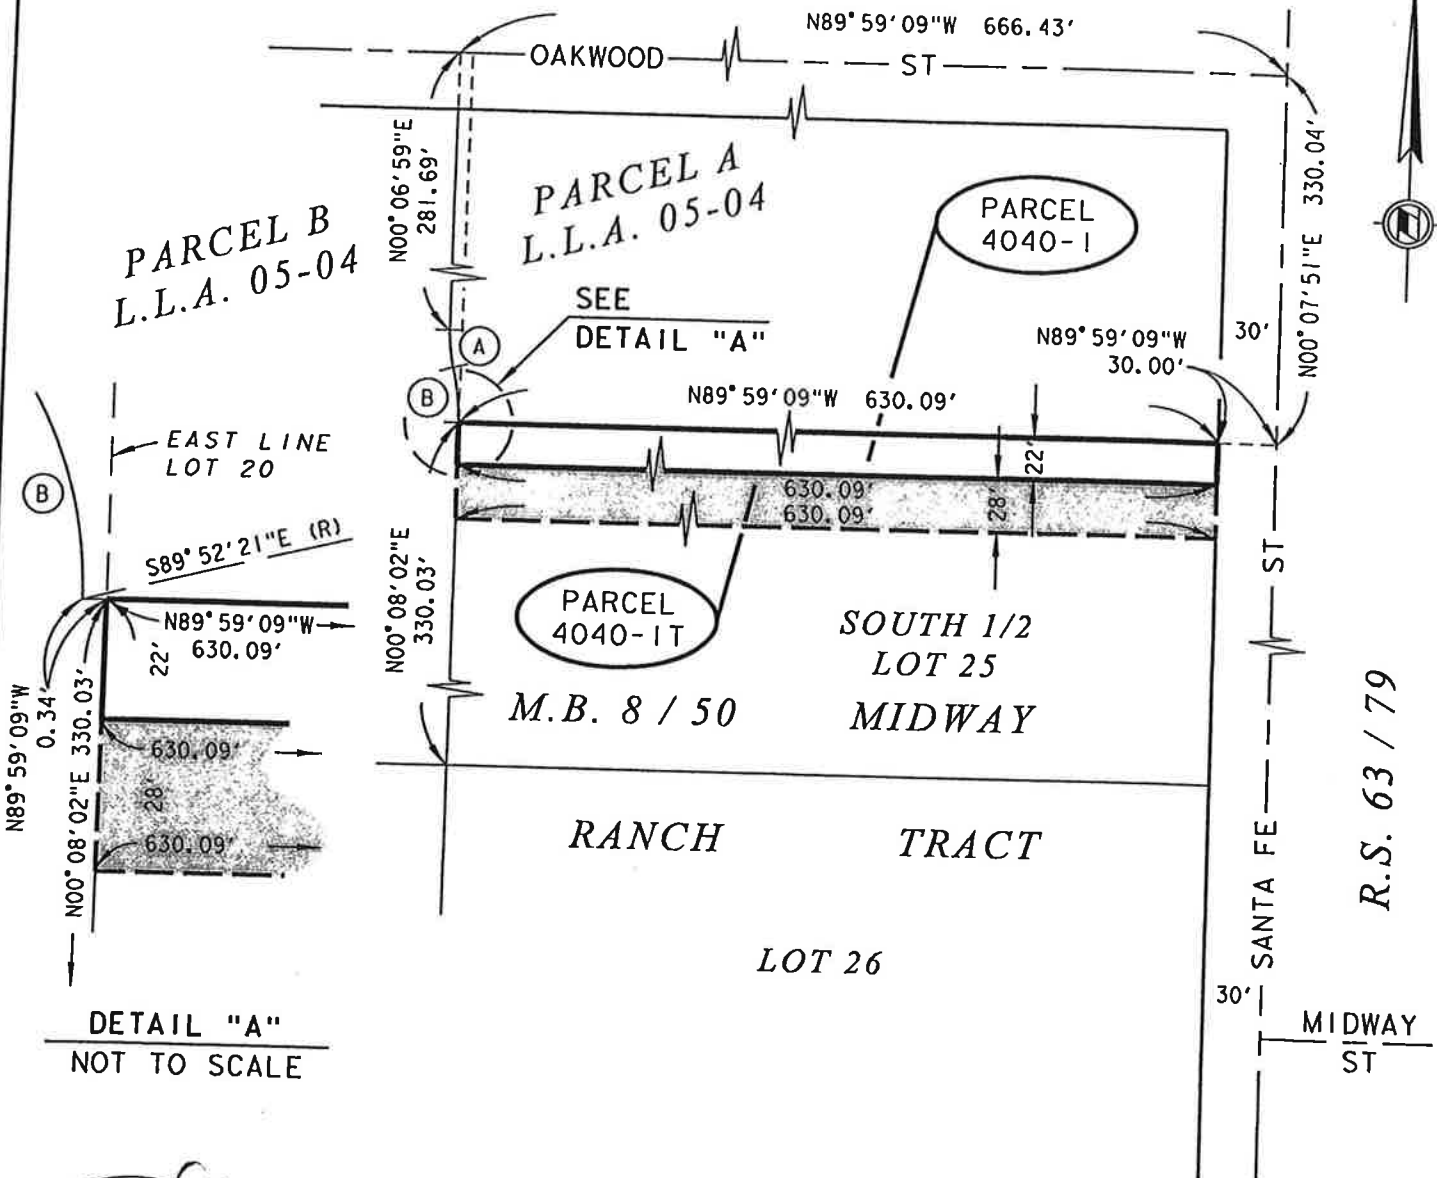 N89°59'09"W 666.43'
OAKWOOD ST
N00°06'59"E
281.69'
PARCEL A
L.L.A. 05-04
PARCEL
4040-1
N00°07'51"E 330.04'
PARCEL B
L.L.A. 05-04
SEE
DETAIL "A"
A
B
N89°59'09"W
30.00'
30'
N89°59'09"W 630.09'
22'
630.09'
630.09'
28'
EAST LINE
LOT 20
B
S89°52'21"E (R)
N89°59'09"W
630.09'
22'
N89°59'09"W
0.34'
N00°08'02"E 330.03'
630.09'
28'
630.09'
N00°08'02"E
330.03'
PARCEL
4040-1T
SOUTH 1/2
LOT 25
M.B. 8 / 50 MIDWAY
RANCH TRACT
LOT 26
SANTA FE ST
R.S. 63 / 79
30'
MIDWAY
ST
DETAIL "A"
NOT TO SCALE